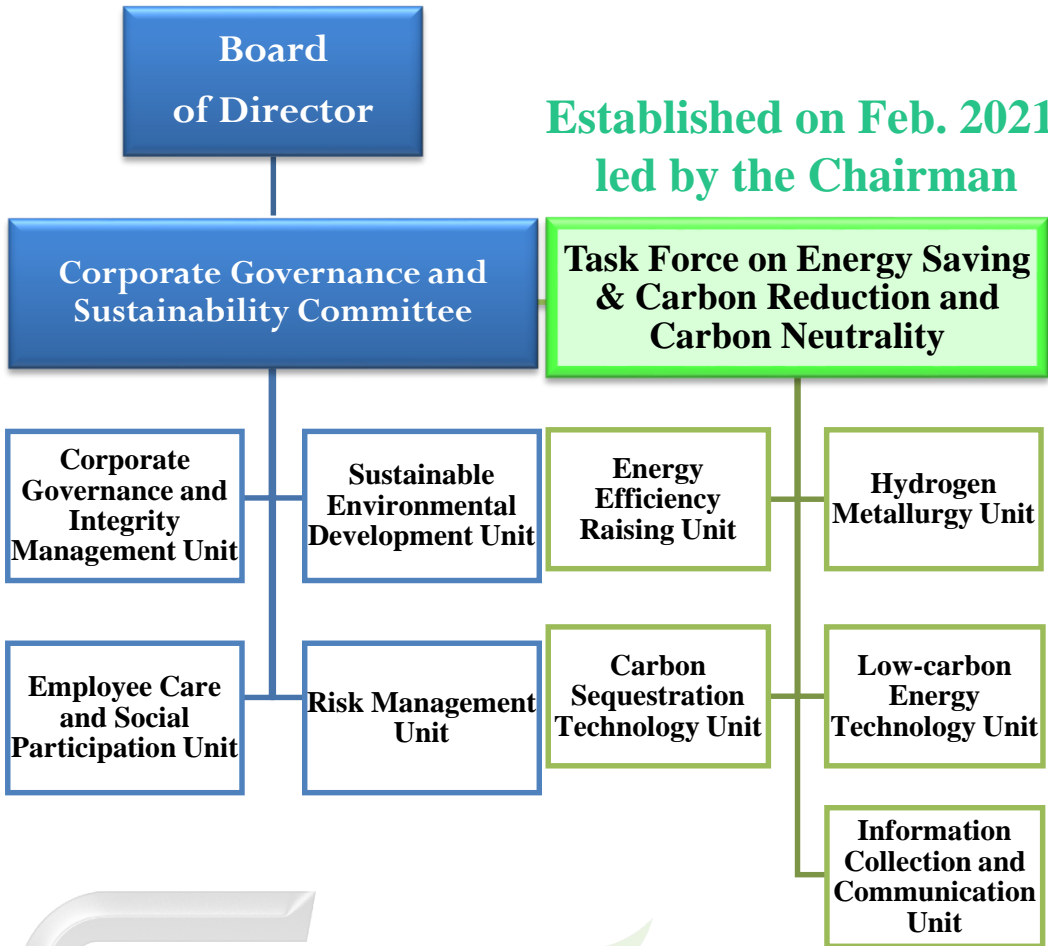 Board
of Director
Established on Feb. 2021
led by the Chairman
Corporate Governance and
Sustainability Committee
Task Force on Energy Saving
& Carbon Reduction and
Carbon Neutrality
Corporate
Governance and
Integrity
Management Unit
Sustainable
Environmental
Development Unit
Energy
Efficiency
Raising Unit
Hydrogen
Metallurgy Unit
Employee Care
and Social
Participation Unit
Risk Management
Unit
Carbon
Sequestration
Technology Unit
Low-carbon
Energy
Technology Unit
Information
Collection and
Communication
Unit